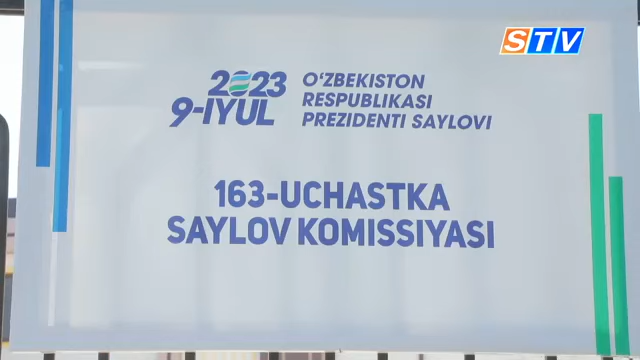 STV
2023
9-IYUL
O‘ZBEKISTON
RESPUBLIKASI
PREZIDENTI SAYLOVI
163-UCHASTKA
SAYLOV KOMISSIYASI